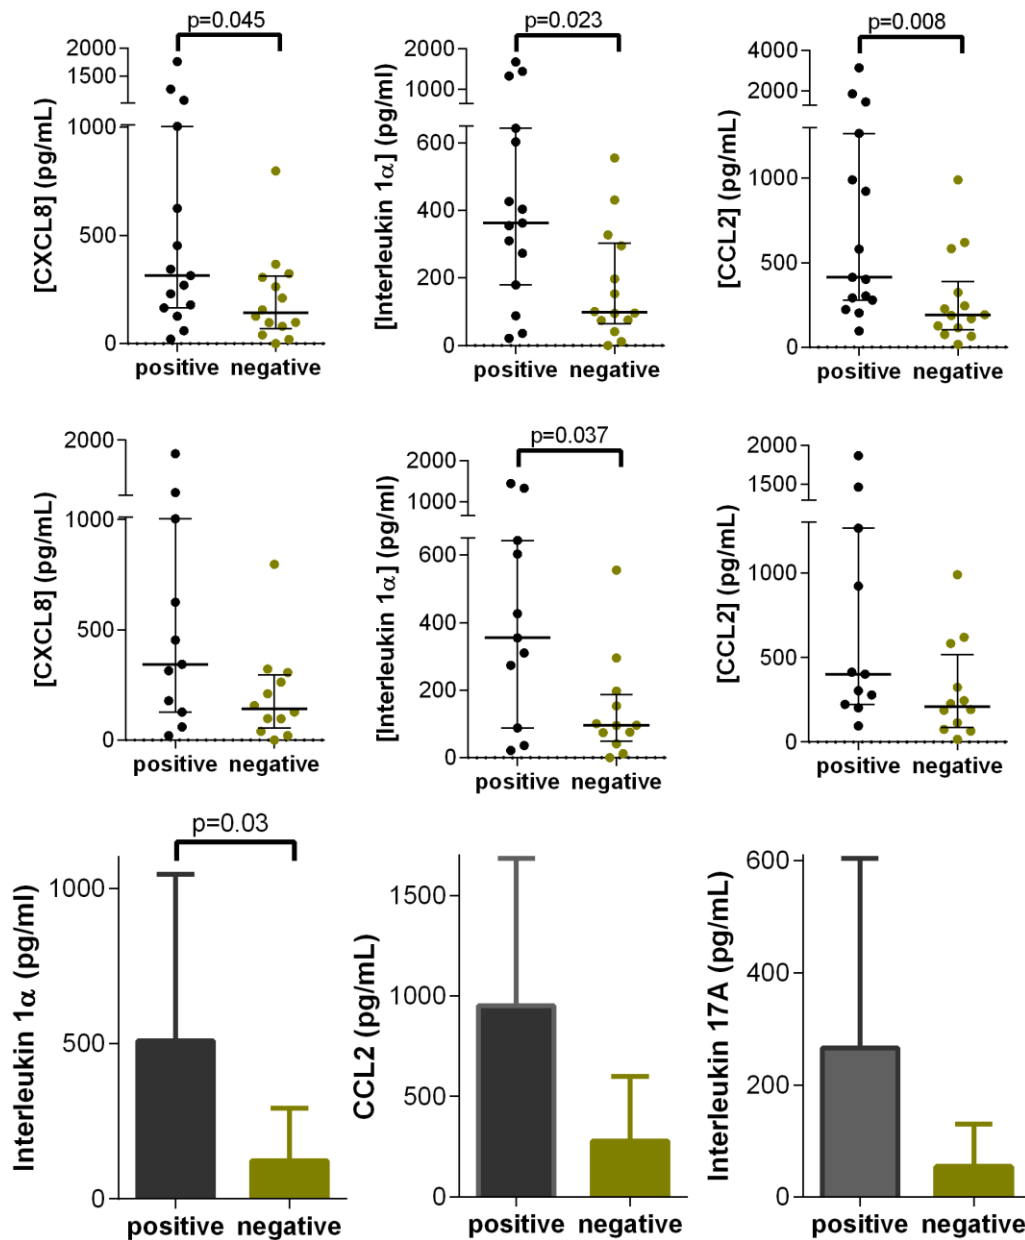 p=0.045
[CXCL8] (pg/mL)
2000
1500
1000
500
0
positive negative
p=0.023
[Interleukin 1α] (pg/ml)
2000
1000
600
400
200
0
positive negative
p=0.008
[CCL2] (pg/mL)
4000
2000
1000
500
0
positive negative
[CXCL8] (pg/mL)
2000
1000
500
0
positive negative
p=0.037
[Interleukin 1α] (pg/ml)
2000
1000
600
400
200
0
positive negative
[CCL2] (pg/mL)
2000
1500
1000
500
0
positive negative
p=0.03
Interleukin 1α (pg/ml)
1000
500
0
positive negative
CCL2 (pg/mL)
1500
1000
500
0
positive negative
Interleukin 17A (pg/mL)
600
400
200
0
positive negative